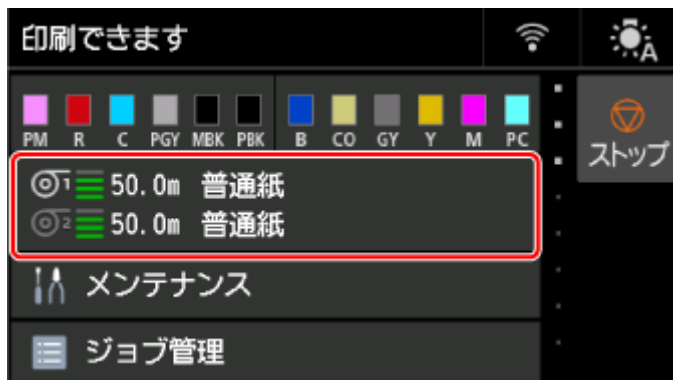 印刷できます
A
PM R C PGY MBK PBK B CO GY Y M PC
ストップ
1 50.0m 普通紙
2 50.0m 普通紙
メンテナンス
ジョブ管理